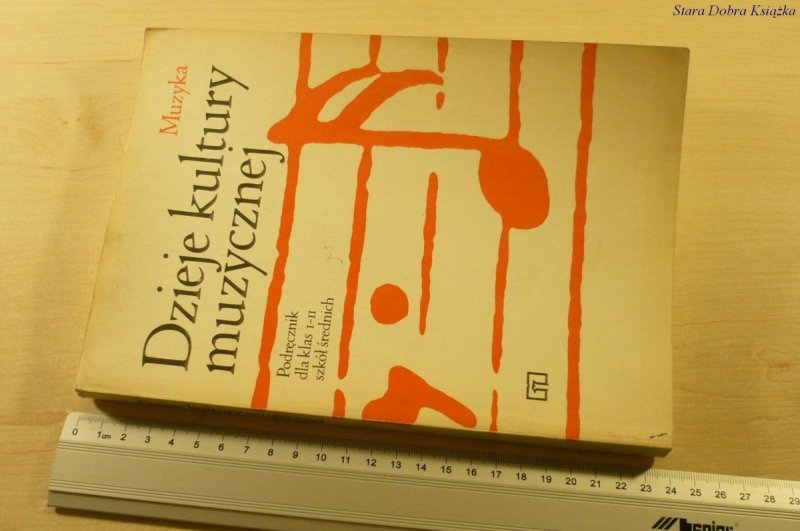 Stara Dobra Książka
Muzyka
Dzieje kultury
muzycznej
Podręcznik
dla klas I-II
szkół średnich
0 1cm 2 3 4 5 6 7 8 9 10 11 12 13 14 15 16 17 18 19 20 21 22 23 24 25 26 27 28 29